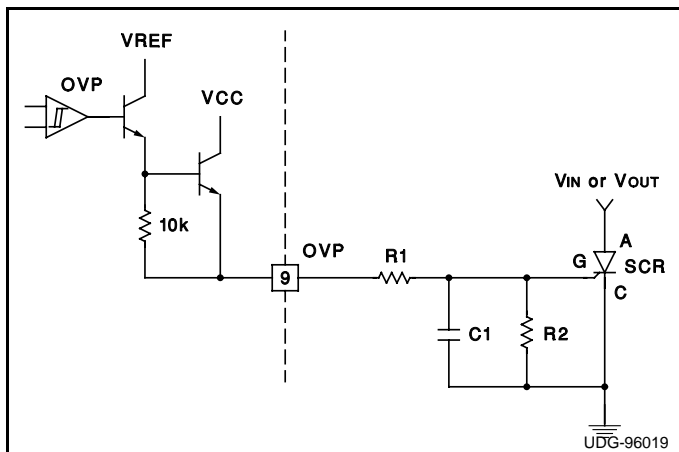 VREF
OVP
VCC
VIN or VOUT
10k
OVP
R1
A
G
SCR
9
C
C1
R2
UDG-96019